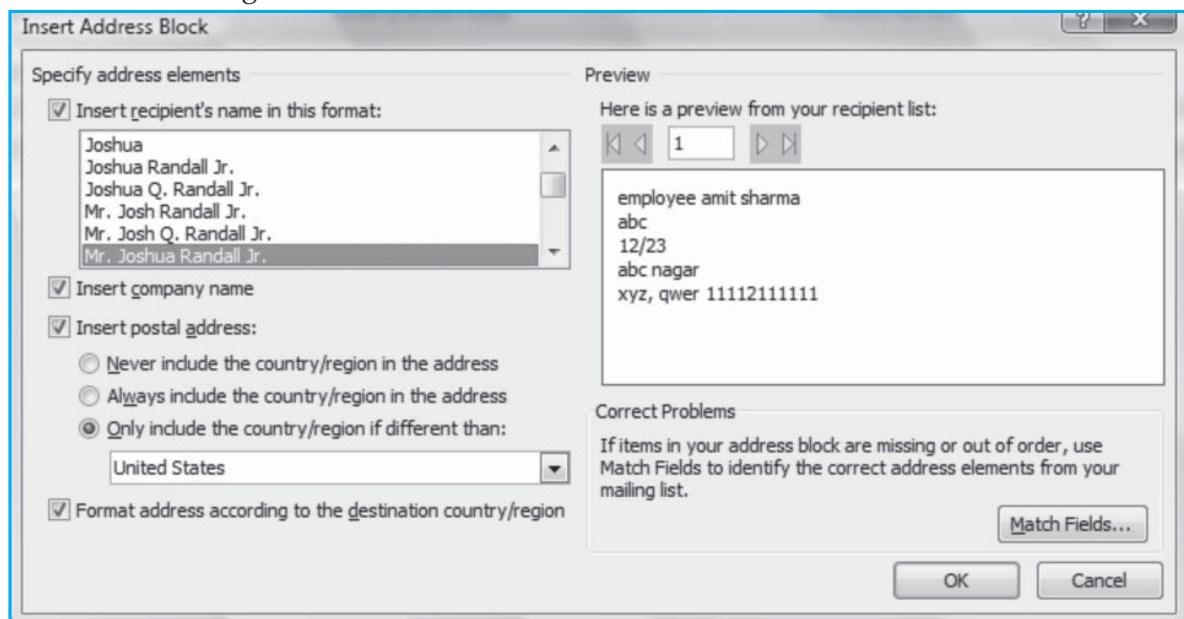 Insert Address Block
Specify address elements
Insert recipient's name in this format:
Joshua
Joshua Randall Jr.
Joshua Q. Randall Jr.
Mr. Josh Randall Jr.
Mr. Josh Q. Randall Jr.
Mr. Joshua Randall Jr.
Insert company name
Insert postal address:
Never include the country/region in the address
Always include the country/region in the address
Only include the country/region if different than:
United States
Format address according to the destination country/region
Preview
Here is a preview from your recipient list:
1
employee amit sharma
abc
12/23
abc nagar
xyz, qwer 11112111111
Correct Problems
If items in your address block are missing or out of order, use
Match Fields to identify the correct address elements from your
mailing list.
Match Fields...
OK
Cancel